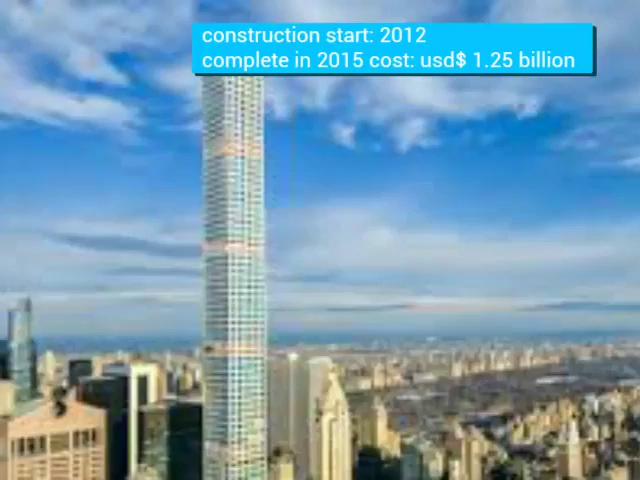 construction start: 2012
complete in 2015 cost: usd$ 1.25 billion